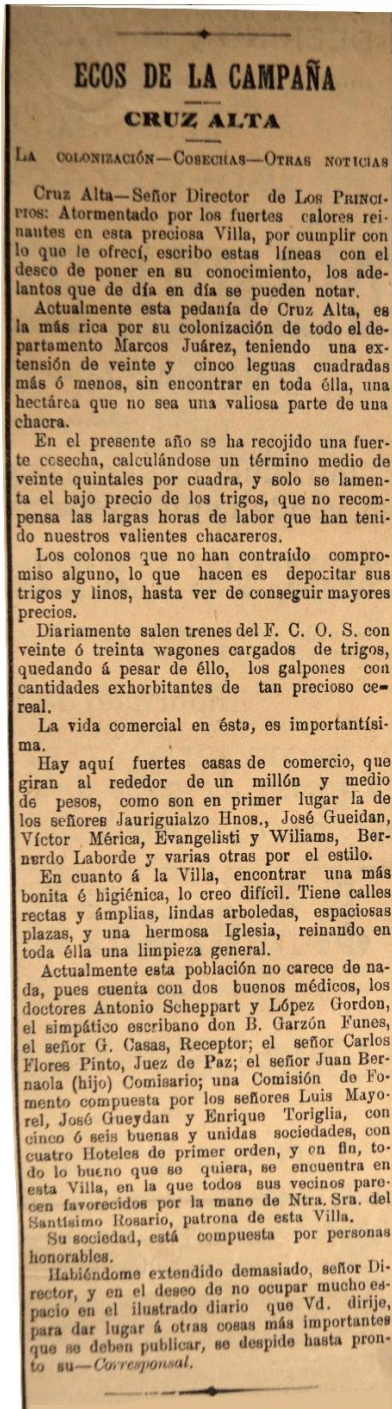 ECOS DE LA CAMPAÑA
CRUZ ALTA
LA COLONIZACIÓN—COSECHAS—OTRAS NOTICIAS
Cruz Alta—Señor Director de LOS PRINCI-
PIOS: Atormentado por los fuertes calores rei-
nantes en esta preciosa Villa, por cumplir con
lo que le ofrecí, escribo estas líneas con el
deseo de poner en su conocimiento, los ade-
lantos que de día en día se pueden notar.
Actualmente esta pedanía de Cruz Alta, es
la más rica por su colonización de todo el de-
partamento Marcos Juárez, teniendo una ex-
tensión de veinte y cinco leguas cuadradas
más ó menos, sin encontrar en toda élla, una
hectárea que no sea una valiosa parte de una
chacra.
En el presente año se ha recojido una fuer-
te cosecha, calculándose un término medio de
veinte quintales por cuadra, y solo se lamen-
ta el bajo precio de los trigos, que no recom-
pensa las largas horas de labor que han teni-
do nuestros valientes chacareros.
Los colonos que no han contraído compro-
miso alguno, lo que hacen es depozitar sus
trigos y linos, hasta ver de conseguir mayores
precios.
Diariamente salen trenes del F. C. O. S. con
veinte ó treinta wagones cargados de trigos,
quedando á pesar de éllo, los galpones con
cantidades exhorbitantes de tan precioso ce-
real.
La vida comercial en ésta, es importantísi-
ma.
Hay aquí fuertes casas de comercio, que
giran al rededor de un millón y medio
de pesos, como son en primer lugar la de
los señores Jauriguialzo Hnos., José Gueidan,
Víctor Mérica, Evangelisti y Wiliams, Ber-
nardo Laborde y varias otras por el estilo.
En cuanto á la Villa, encontrar una más
bonita é higiénica, lo creo difícil. Tiene calles
rectas y ámplias, lindas arboledas, espaciosas
plazas, y una hermosa Iglesia, reinando en
toda élla una limpieza general.
Actualmente esta población no carece de na-
da, pues cuenta con dos buenos médicos, los
doctores Antonio Scheppart y López Gordon,
el simpático escribano don B. Garzón Funes,
el señor G. Casas, Receptor; el señor Carlos
Flores Pinto, Juez de Paz; el señor Juan Ber-
naola (hijo) Comisario; una Comisión de Fo-
mento compuesta por los señores Luis Mayo-
rel, José Gueydan y Enrique Toriglia, con
cinco ó seis buenas y unidas sociedades, con
cuatro Hoteles de primer orden, y en fin, to-
do lo bueno que se quiera, se encuentra en
esta Villa, en la que todos sus vecinos pare-
cen favorecidos por la mano de Ntra. Sra. del
Santísimo Rosario, patrona de esta Villa.
Su sociedad, está compuesta por personas
honorables.
Habiéndome extendido demasiado, señor Di-
rector, y en el deseo de no ocupar mucho es-
pacio en el ilustrado diario que Vd. dirije,
para dar lugar á otras cosas más importantes
que se deben publicar, se despide hasta pron-
to su—Corresponsal.